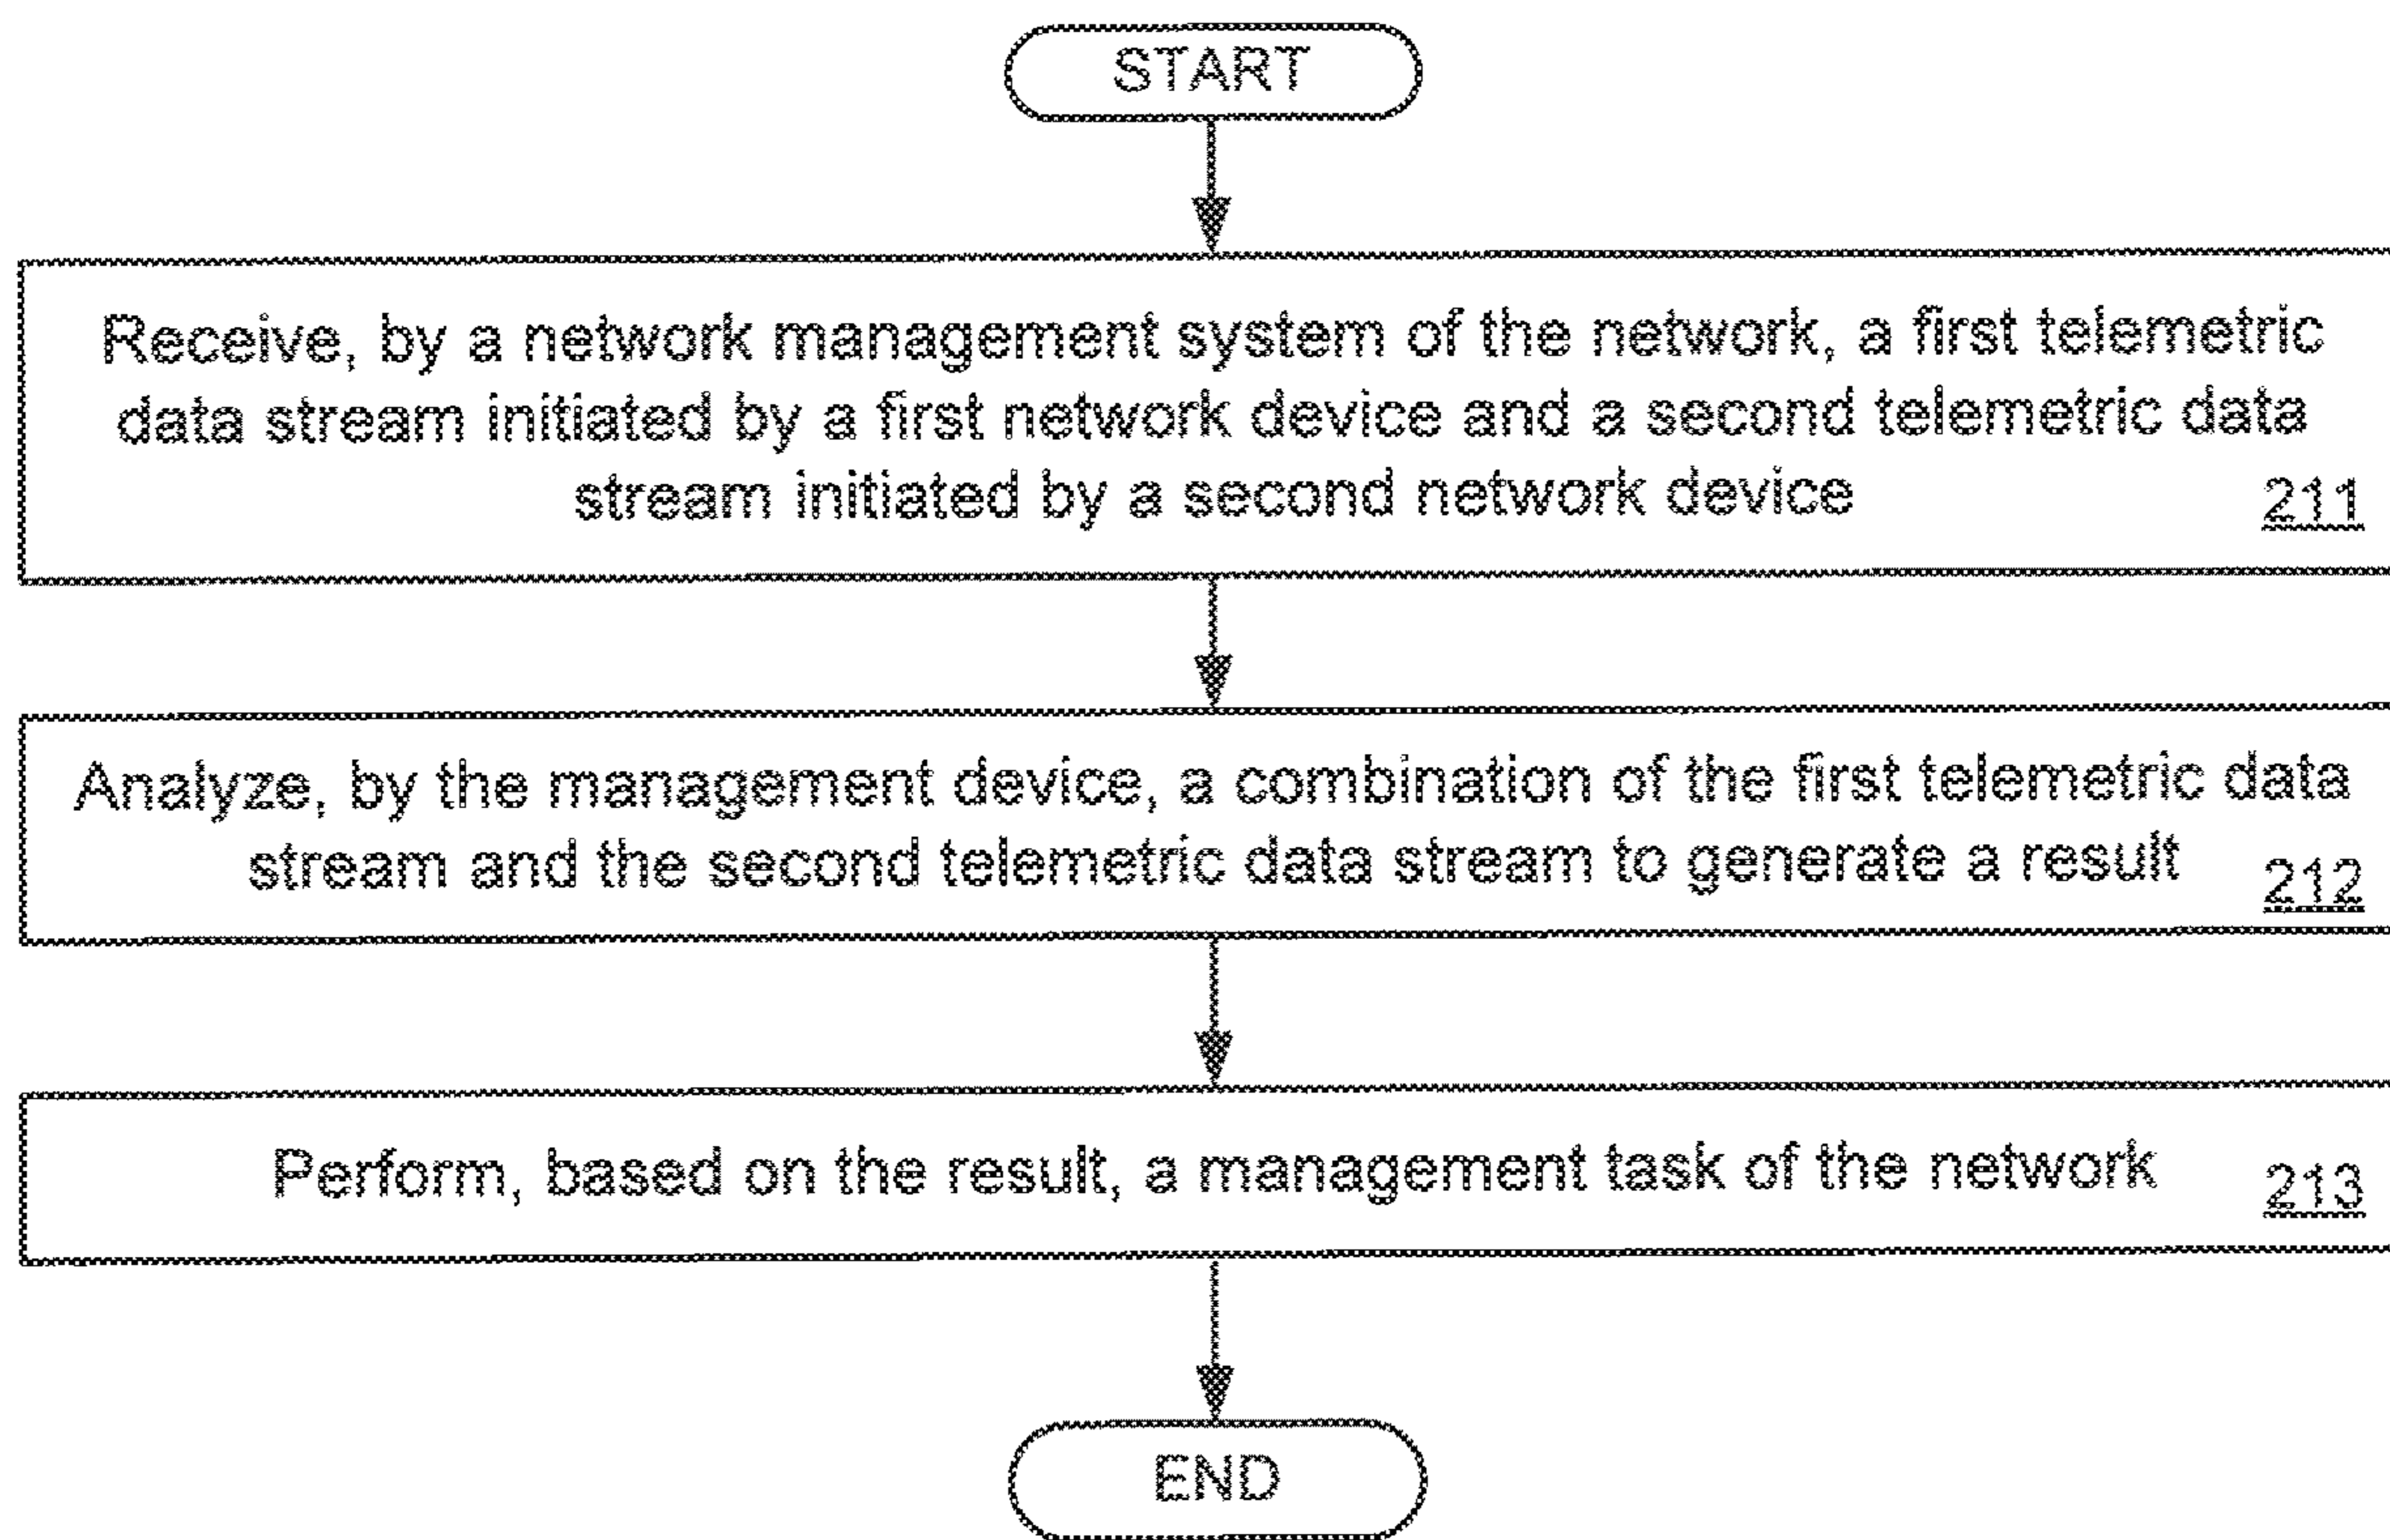 START
Receive, by a network management system of the network, a first telemetric
data stream initiated by a first network device and a second telemetric data
stream initiated by a second network device 211
Analyze, by the management device, a combination of the first telemetric data
stream and the second telemetric data stream to generate a result 212
Perform, based on the result, a management task of the network 213
END